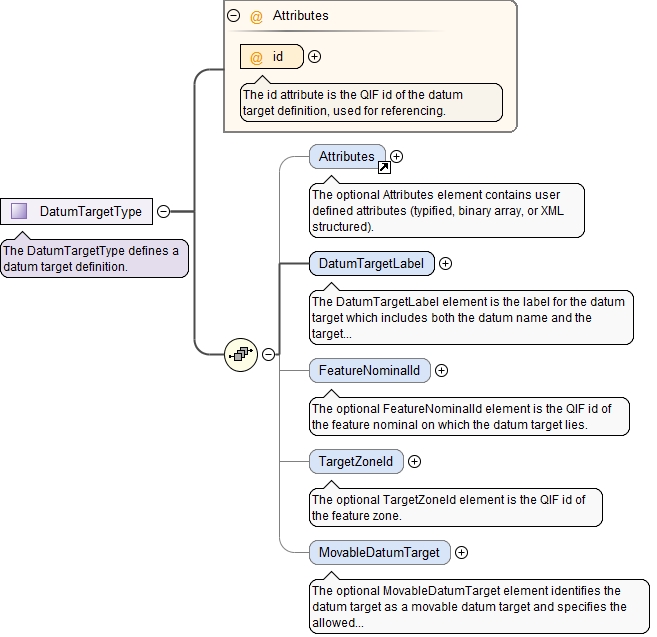 @ Attributes
@ id
The id attribute is the QIF id of the datum
target definition, used for referencing.
DatumTargetType
The DatumTargetType defines a
datum target definition.
Attributes
The optional Attributes element contains user
defined attributes (typified, binary array, or XML
structured).
DatumTargetLabel
The DatumTargetLabel element is the label for the datum
target which includes both the datum name and the
target...
FeatureNominalId
The optional FeatureNominalId element is the QIF id of
the feature nominal on which the datum target lies.
TargetZoneId
The optional TargetZoneId element is the QIF id of
the feature zone.
MovableDatumTarget
The optional MovableDatumTarget element identifies the
datum target as a movable datum target and specifies the
allowed...